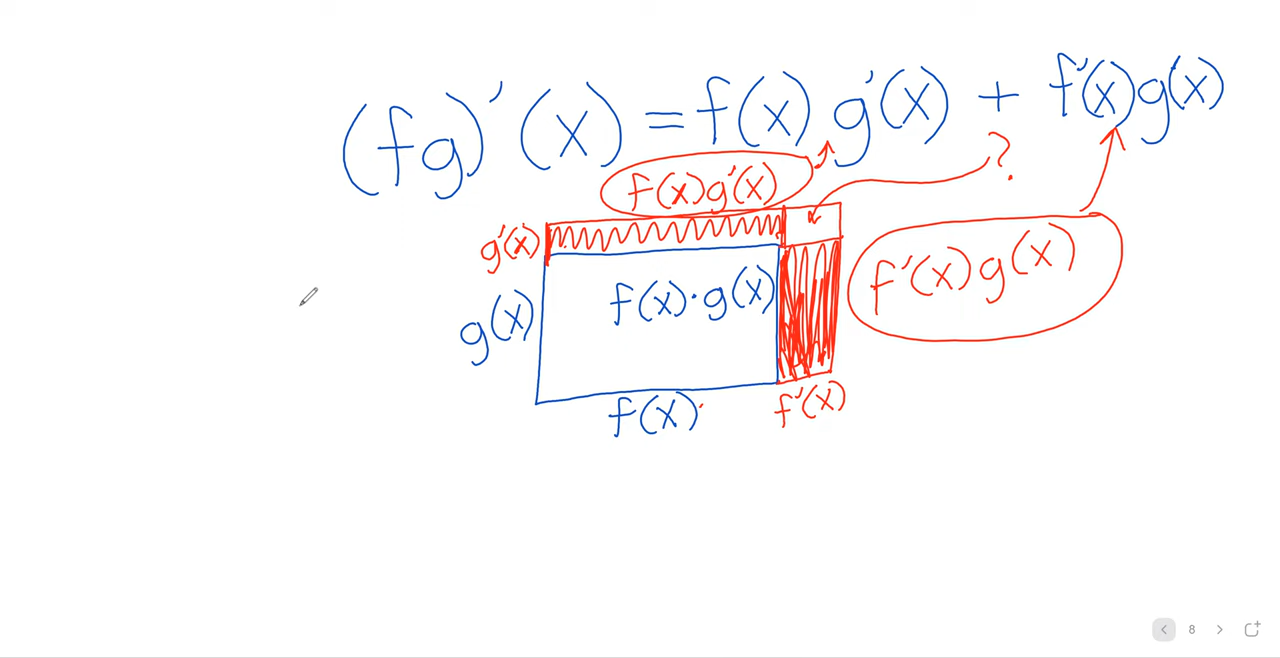 (fg)'(x) = f(x) g'(x) + f'(x)g(x)
f(x)g'(x)
?
g'(x)
g(x)
f(x)·g(x)
f'(x)g(x)
f(x)
f'(x)
8